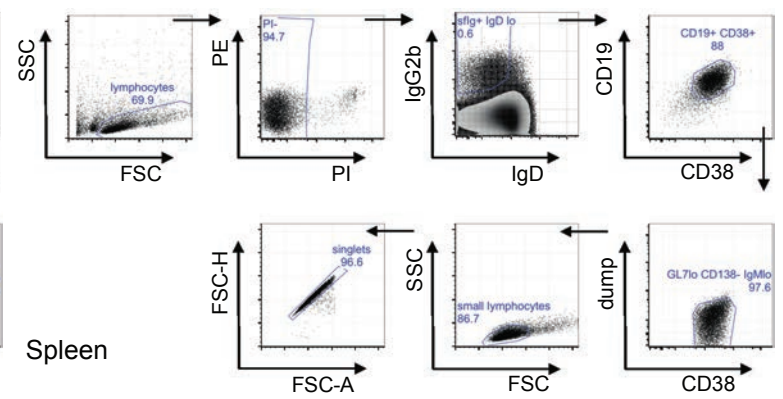 SSC
lymphocytes
69.9
FSC
PE
PI-
94.7
PI
IgG2b
sfIg+ IgD lo
0.6
IgD
CD19
CD19+ CD38+
88
CD38
FSC-H
singlets
96.6
FSC-A
SSC
small lymphocytes
86.7
FSC
dump
GL7lo CD138- IgMlo
97.6
CD38
Spleen